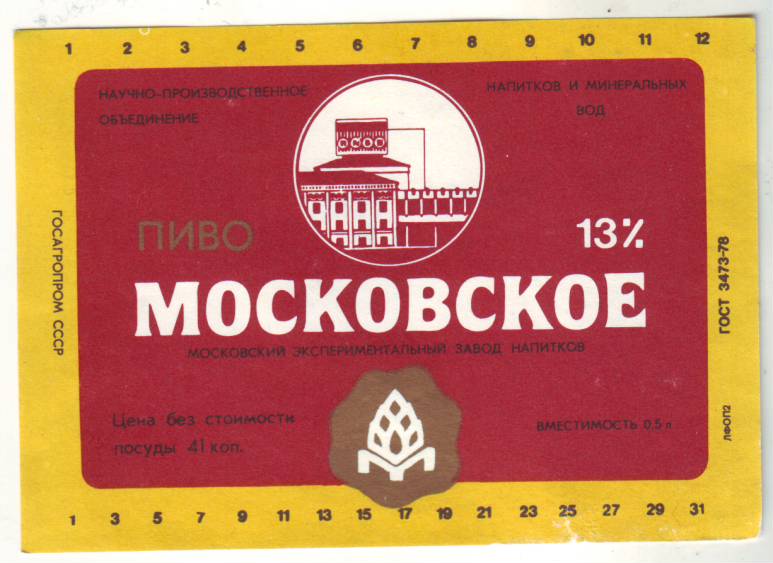 1 2 3 4 5 6 7 8 9 10 11 12
НАУЧНО-ПРОИЗВОДСТВЕННОЕ
ОБЪЕДИНЕНИЕ
НАПИТКОВ И МИНЕРАЛЬНЫХ
ВОД
ПИВО
13%
МОСКОВСКОЕ
МОСКОВСКИЙ ЭКСПЕРИМЕНТАЛЬНЫЙ ЗАВОД НАПИТКОВ
Цена без стоимости
посуды 41 коп.
ВМЕСТИМОСТЬ 0,5 л
ГОСАГРОПРОМ СССР
ГОСТ 3473-78
ЛФОП2
1 3 5 7 9 11 13 15 17 19 21 23 25 27 29 31